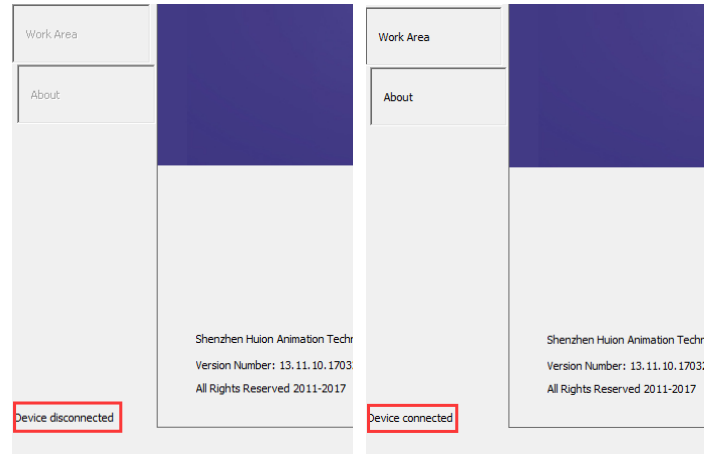 Work Area
About
Shenzhen Huion Animation Techn
Version Number: 13.11.10.1703
All Rights Reserved 2011-2017
Device disconnected
Work Area
About
Shenzhen Huion Animation Techn
Version Number: 13.11.10.17032
All Rights Reserved 2011-2017
Device connected